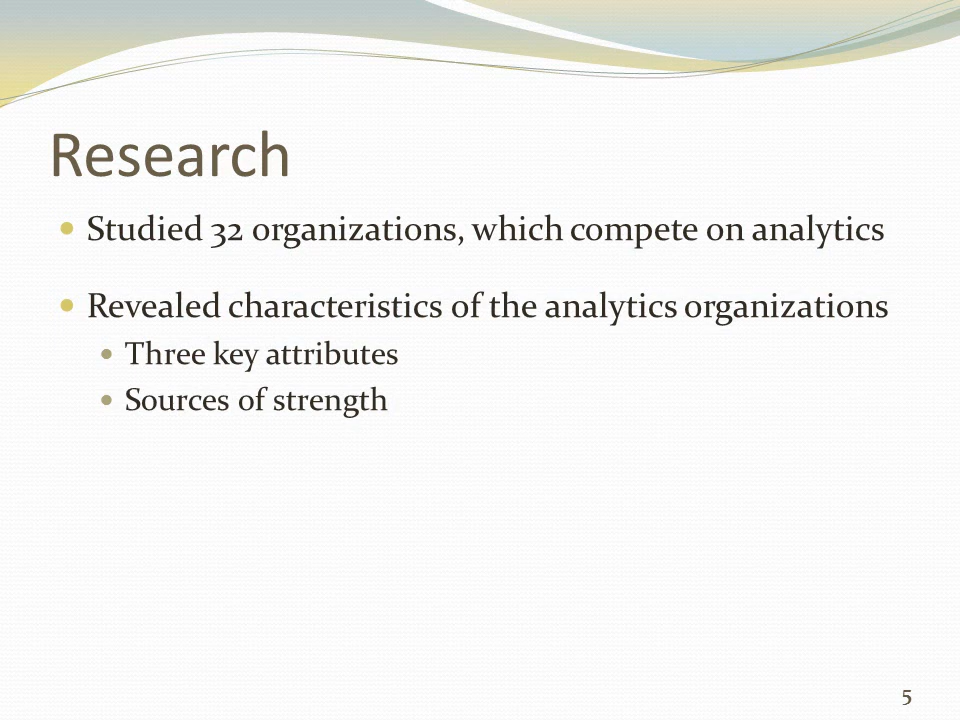 Research
Studied 32 organizations, which compete on analytics
Revealed characteristics of the analytics organizations
Three key attributes
Sources of strength
5